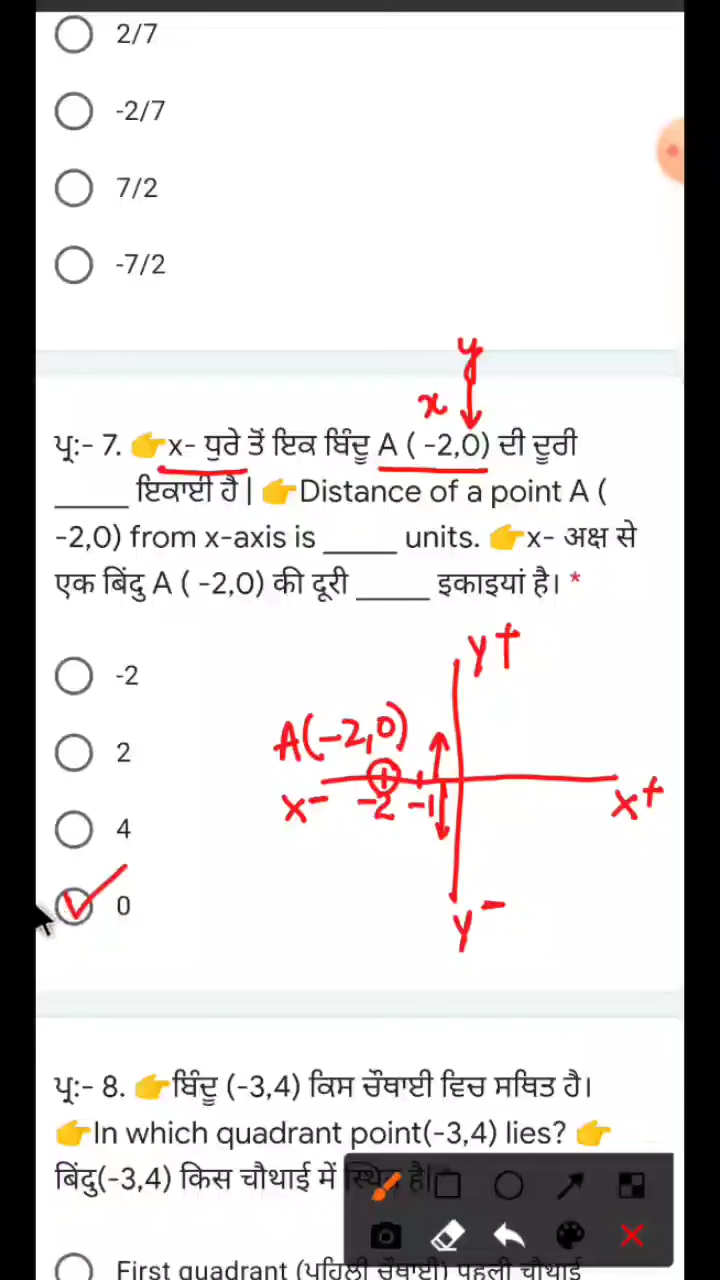 2/7
-2/7
7/2
-7/2
y
x
ਪ੍ਰ:- 7. 👉x- ਧੁਰੇ ਤੋਂ ਇਕ ਬਿੰਦੂ A ( -2,0) ਦੀ ਦੂਰੀ
_____ ਇਕਾਈ ਹੈ | 👉Distance of a point A (
-2,0) from x-axis is _____ units. 👉x- अक्ष से
एक बिंदु A ( -2,0) की दूरी _____ इकाइयां है। *
y+
-2
A(-2,0)
2
x- -2 -1 x+
4
0
y-
ਪ੍ਰ:- 8. 👉ਬਿੰਦੂ (-3,4) ਕਿਸ ਚੌਥਾਈ ਵਿਚ ਸਥਿਤ ਹੈ।
👉In which quadrant point(-3,4) lies? 👉
बिंदु(-3,4) किस चौथाई में स्थित है।
First quadrant (ਪਹਿਲੀ ਚੌਥਾਈ) पहली चौथाई